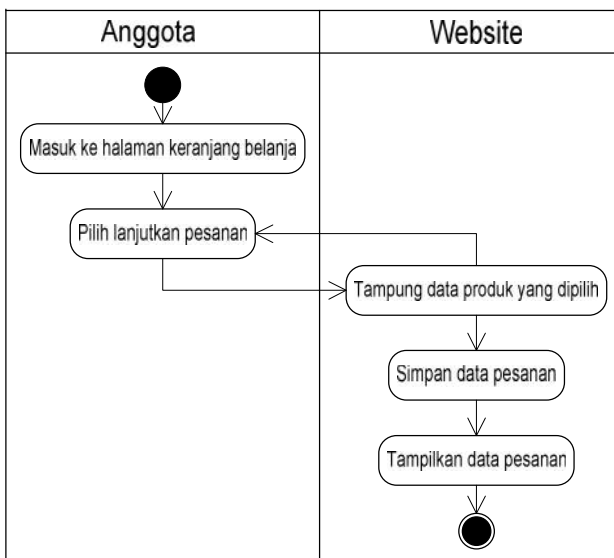 Anggota
Website
Masuk ke halaman keranjang belanja
Pilih lanjutkan pesanan
Tampung data produk yang dipilih
Simpan data pesanan
Tampilkan data pesanan